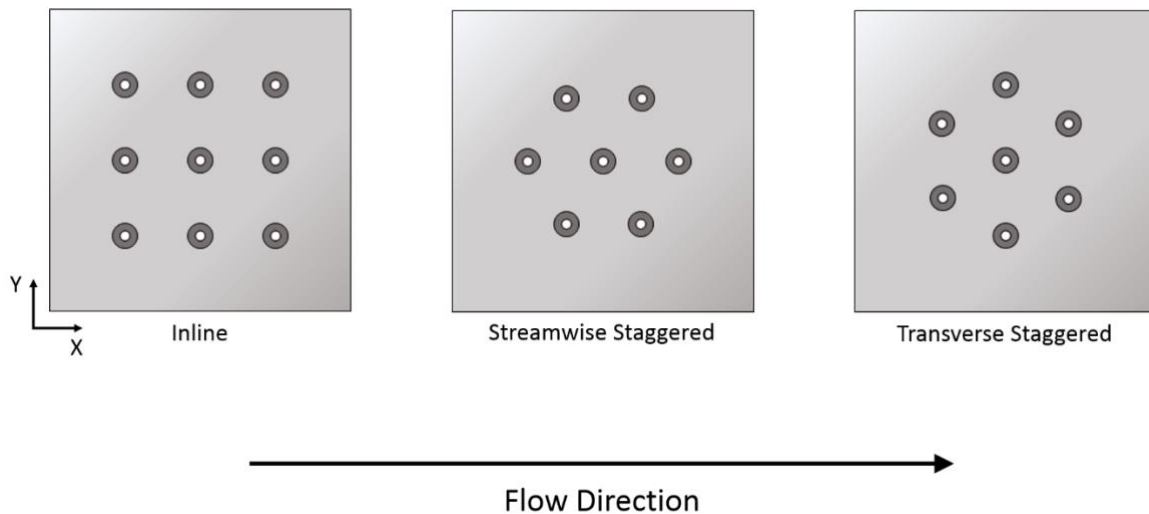 Y
X
Inline
Streamwise Staggered
Transverse Staggered
Flow Direction